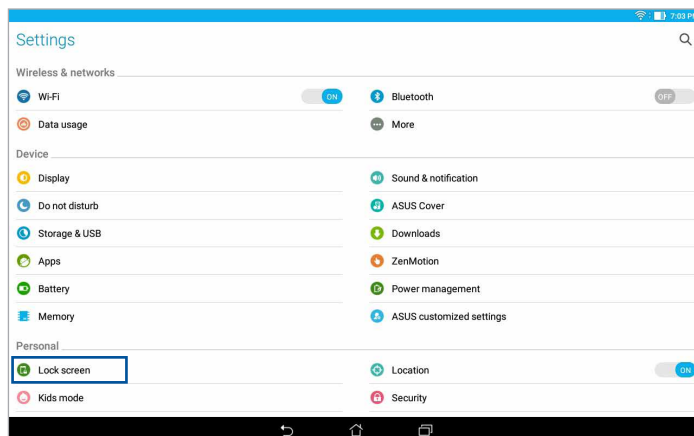 7:03 P
Settings
Wireless & networks
Wi-Fi ON
Bluetooth OFF
Data usage
More
Device
Display
Sound & notification
Do not disturb
ASUS Cover
Storage & USB
Downloads
Apps
ZenMotion
Battery
Power management
Memory
ASUS customized settings
Personal
Lock screen
Location ON
Kids mode
Security